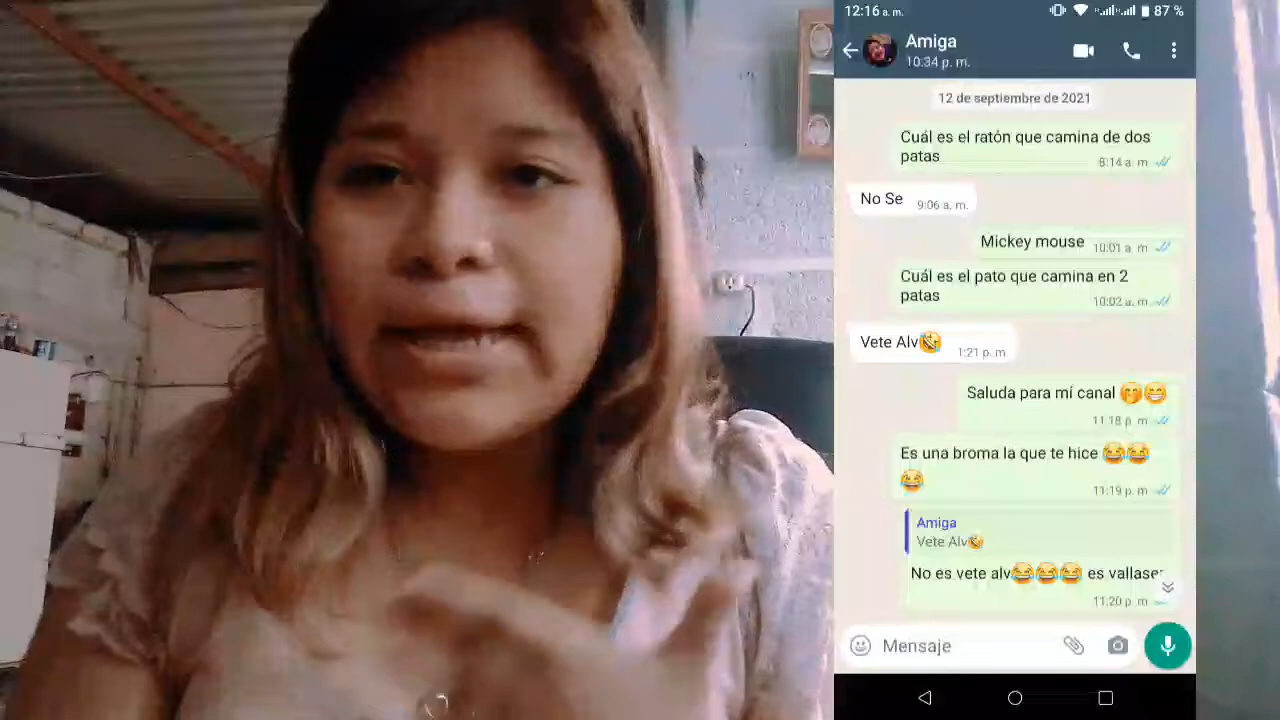 12:16 a. m.
87 %
Amiga
10:34 p. m.
12 de septiembre de 2021
Cuál es el ratón que camina de dos
patas
8:14 a. m.
No Se
9:06 a. m.
Mickey mouse
10:01 a. m.
Cuál es el pato que camina en 2
patas
10:02 a. m.
Vete Alv🤣
1:21 p. m.
Saluda para mí canal 🤭😁
11:18 p. m.
Es una broma la que te hice 😂😂
😂
11:19 p. m.
Amiga
Vete Alv🤣
No es vete alv😂😂😂 es vallase
11:20 p. m.
Mensaje